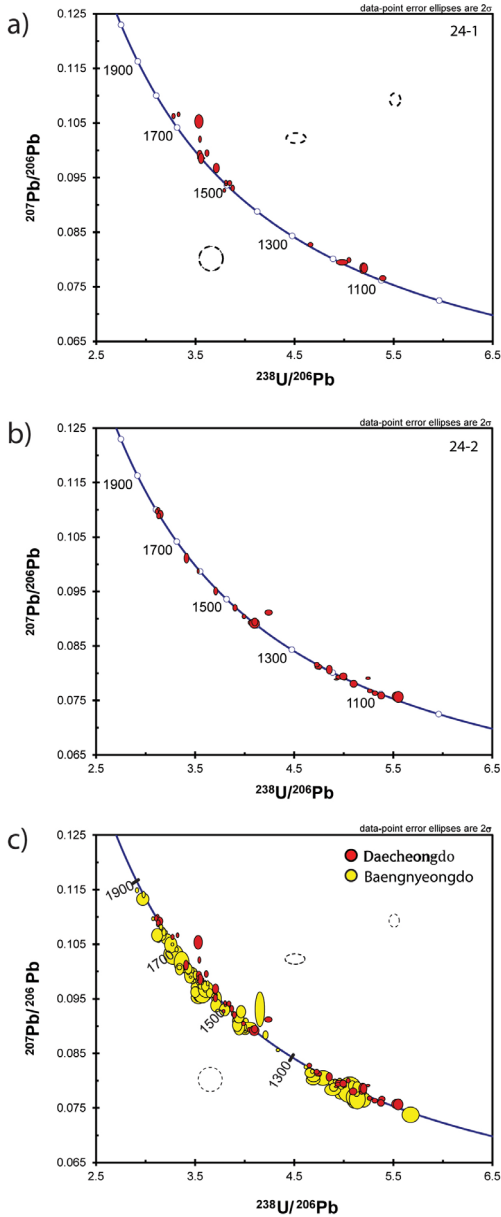 a)
data-point error ellipses are 2σ
24-1
0.125
0.115
0.105
0.095
0.085
0.075
0.065
207Pb/206Pb
1900
1700
1500
1300
1100
2.5 3.5 4.5 5.5 6.5
238U/206Pb
b)
data-point error ellipses are 2σ
24-2
0.125
0.115
0.105
0.095
0.085
0.075
0.065
207Pb/206Pb
1900
1700
1500
1300
1100
2.5 3.5 4.5 5.5 6.5
238U/206Pb
c)
data-point error ellipses are 2σ
Daecheongdo
Baengnyeongdo
0.125
0.115
0.105
0.095
0.085
0.075
0.065
207Pb/206 Pb
1900
1700
1500
1300
2.5 3.5 4.5 5.5 6.5
238U/206Pb